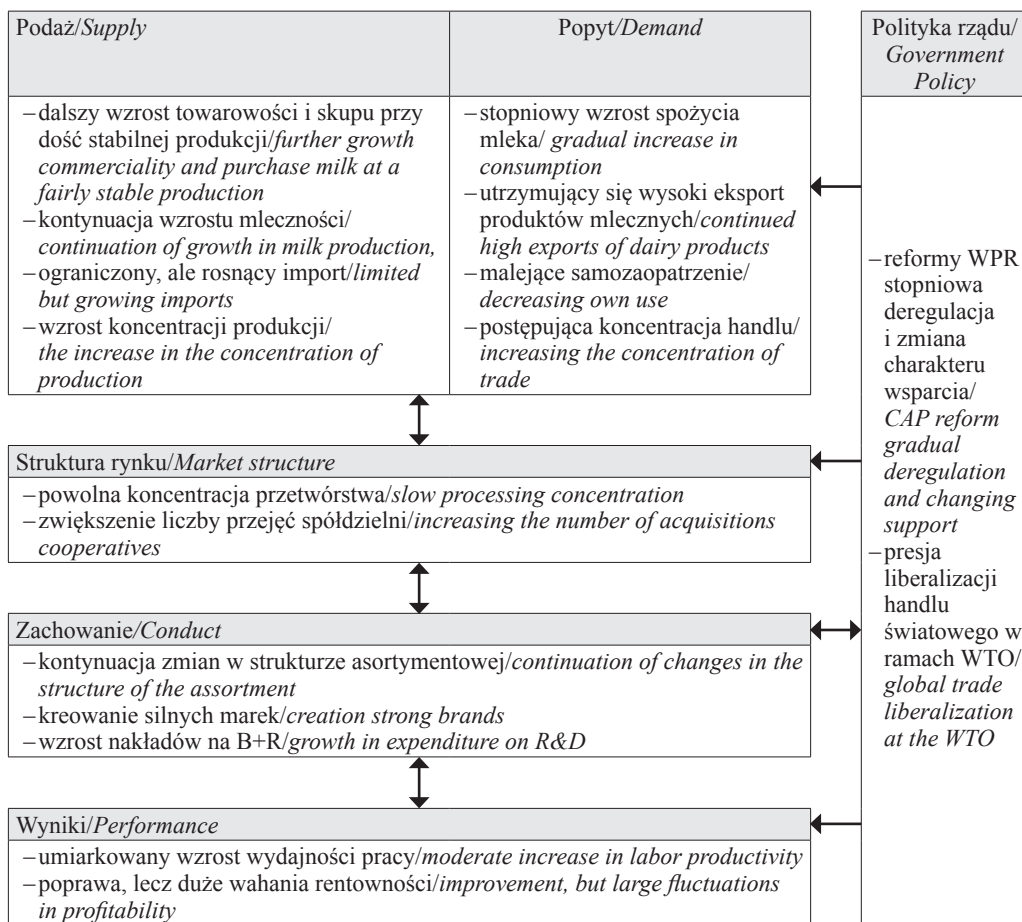 Podaż/Supply
–dalszy wzrost towarowości i skupu przy
dość stabilnej produkcji/further growth
commerciality and purchase milk at a
fairly stable production
–kontynuacja wzrostu mleczności/
continuation of growth in milk production,
–ograniczony, ale rosnący import/limited
but growing imports
–wzrost koncentracji produkcji/
the increase in the concentration of
production
Popyt/Demand
–stopniowy wzrost spożycia
mleka/ gradual increase in
consumption
–utrzymujący się wysoki eksport
produktów mlecznych/continued
high exports of dairy products
–malejące samozaopatrzenie/
decreasing own use
–postępująca koncentracja handlu/
increasing the concentration of
trade
Struktura rynku/Market structure
–powolna koncentracja przetwórstwa/slow processing concentration
–zwiększenie liczby przejęć spółdzielni/increasing the number of acquisitions
cooperatives
Zachowanie/Conduct
–kontynuacja zmian w strukturze asortymentowej/continuation of changes in the
structure of the assortment
–kreowanie silnych marek/creation strong brands
–wzrost nakładów na B+R/growth in expenditure on R&D
Wyniki/Performance
–umiarkowany wzrost wydajności pracy/moderate increase in labor productivity
–poprawa, lecz duże wahania rentowności/improvement, but large fluctuations
in profitability
Polityka rządu/
Government
Policy
–reformy WPR
stopniowa
deregulacja
i zmiana
charakteru
wsparcia/
CAP reform
gradual
deregulation
and changing
support
–presja
liberalizacji
handlu
światowego w
ramach WTO/
global trade
liberalization
at the WTO